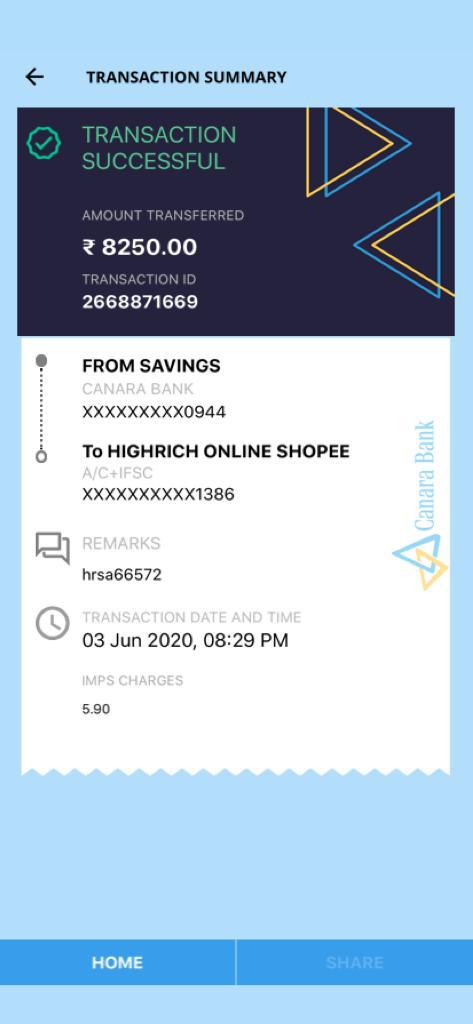 TRANSACTION SUMMARY
TRANSACTION
SUCCESSFUL
AMOUNT TRANSFERRED
₹ 8250.00
TRANSACTION ID
2668871669
FROM SAVINGS
CANARA BANK
XXXXXXXXX0944
To HIGHRICH ONLINE SHOPEE
A/C+IFSC
XXXXXXXXXX1386
Canara Bank
REMARKS
hrsa66572
TRANSACTION DATE AND TIME
03 Jun 2020, 08:29 PM
IMPS CHARGES
5.90
HOME
SHARE